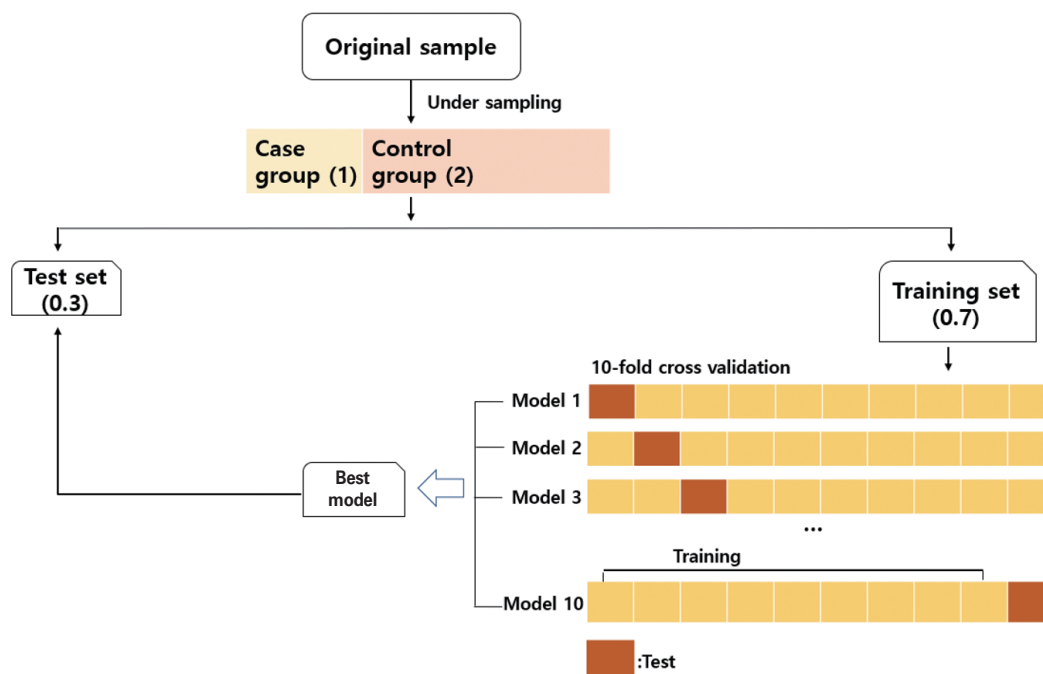 Original sample
Under sampling
Case
group (1)
Control
group (2)
Test set
(0.3)
Training set
(0.7)
10-fold cross validation
Model 1
Model 2
Model 3
...
Best
model
Training
Model 10
:Test